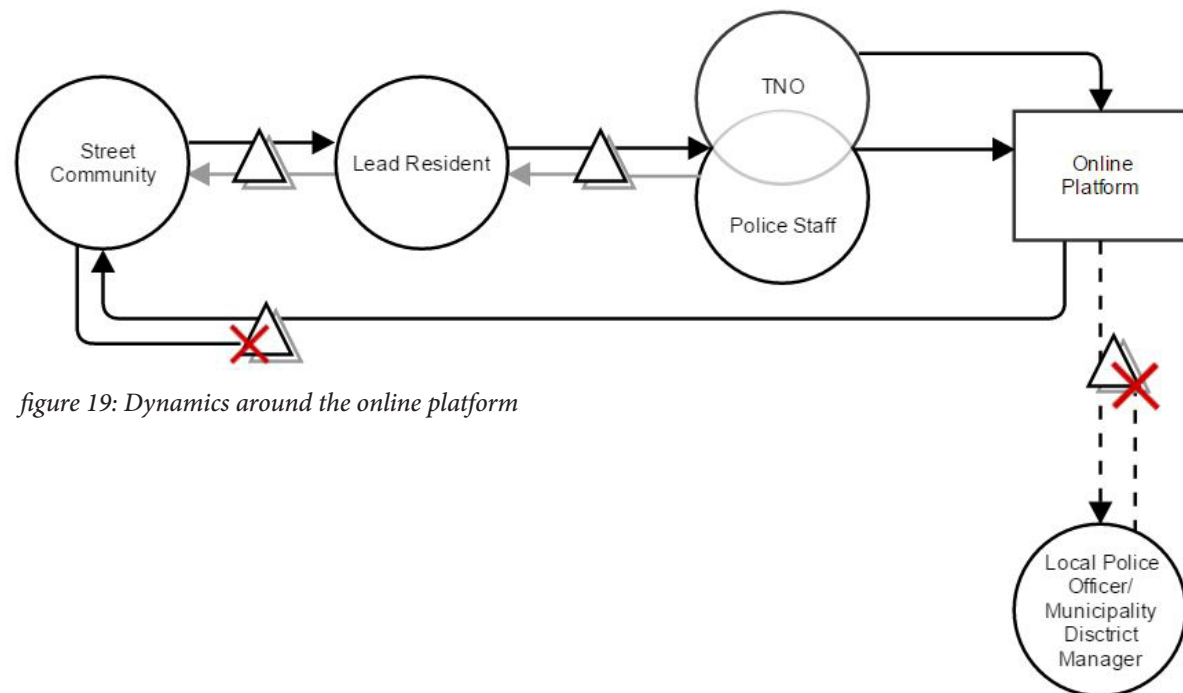 TNO
Street
Community
Lead Resident
Online
Platform
Police Staff
figure 19: Dynamics around the online platform
Local Police
Officer/
Municipality
Disctrict
Manager